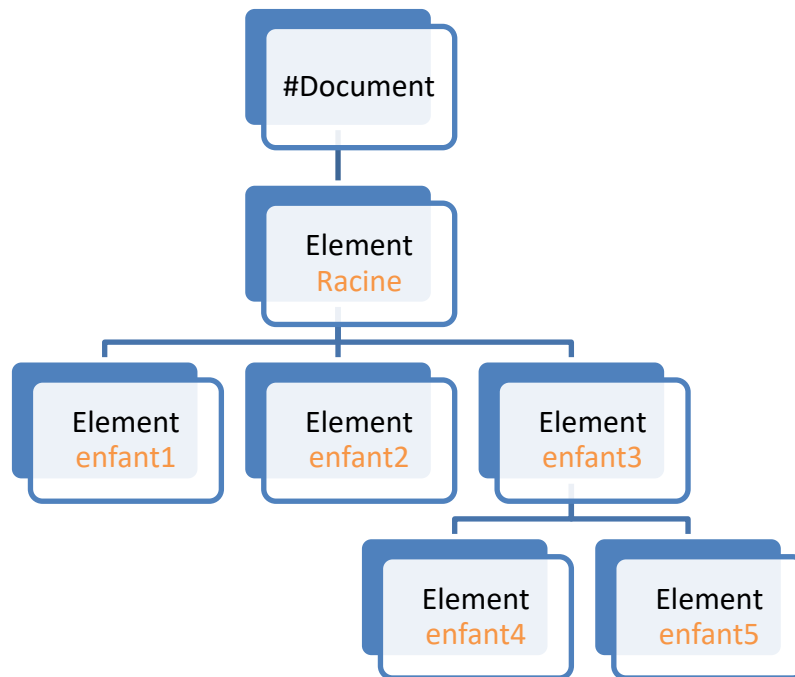 #Document
Element
Racine
Element
enfant1
Element
enfant2
Element
enfant3
Element
enfant4
Element
enfant5